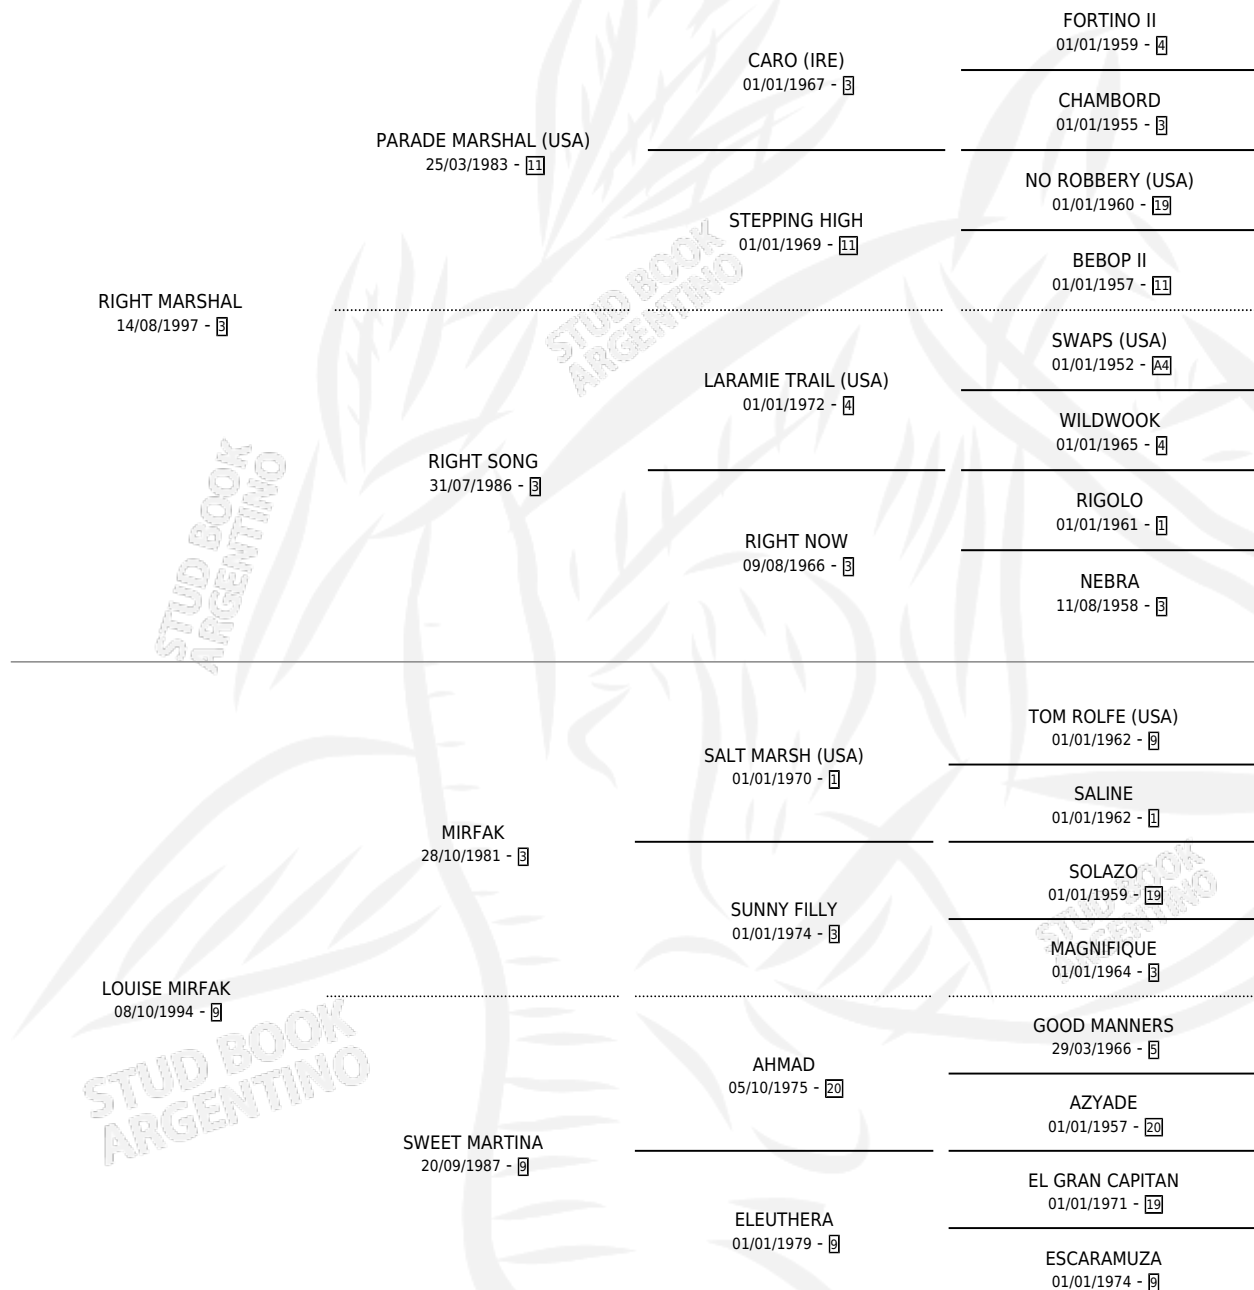 FORTINO II
01/01/1959 - 4
CARO (IRE)
01/01/1967 - 3
CHAMBORD
01/01/1955 - 3
PARADE MARSHAL (USA)
25/03/1983 - 11
NO ROBBERY (USA)
01/01/1960 - 19
STEPPING HIGH
01/01/1969 - 11
BEBOP II
01/01/1957 - 11
RIGHT MARSHAL
14/08/1997 - 3
SWAPS (USA)
01/01/1952 - A4
LARAMIE TRAIL (USA)
01/01/1972 - 4
WILDWOOK
01/01/1965 - 4
RIGHT SONG
31/07/1986 - 3
RIGOLO
01/01/1961 - 1
RIGHT NOW
09/08/1966 - 3
NEBRA
11/08/1958 - 3
TOM ROLFE (USA)
01/01/1962 - 9
SALT MARSH (USA)
01/01/1970 - 1
SALINE
01/01/1962 - 1
MIRFAK
28/10/1981 - 3
SOLAZO
01/01/1959 - 19
SUNNY FILLY
01/01/1974 - 3
MAGNIFIQUE
01/01/1964 - 3
LOUISE MIRFAK
08/10/1994 - 9
GOOD MANNERS
29/03/1966 - 5
AHMAD
05/10/1975 - 20
AZYADE
01/01/1957 - 20
SWEET MARTINA
20/09/1987 - 9
EL GRAN CAPITAN
01/01/1971 - 19
ELEUTHERA
01/01/1979 - 9
ESCARAMUZA
01/01/1974 - 9
STUD BOOK
ARGENTINO
STUD BOOK
ARGENTINO
STUD BOOK
ARGENTINO
STUD BOOK
ARGENTINO